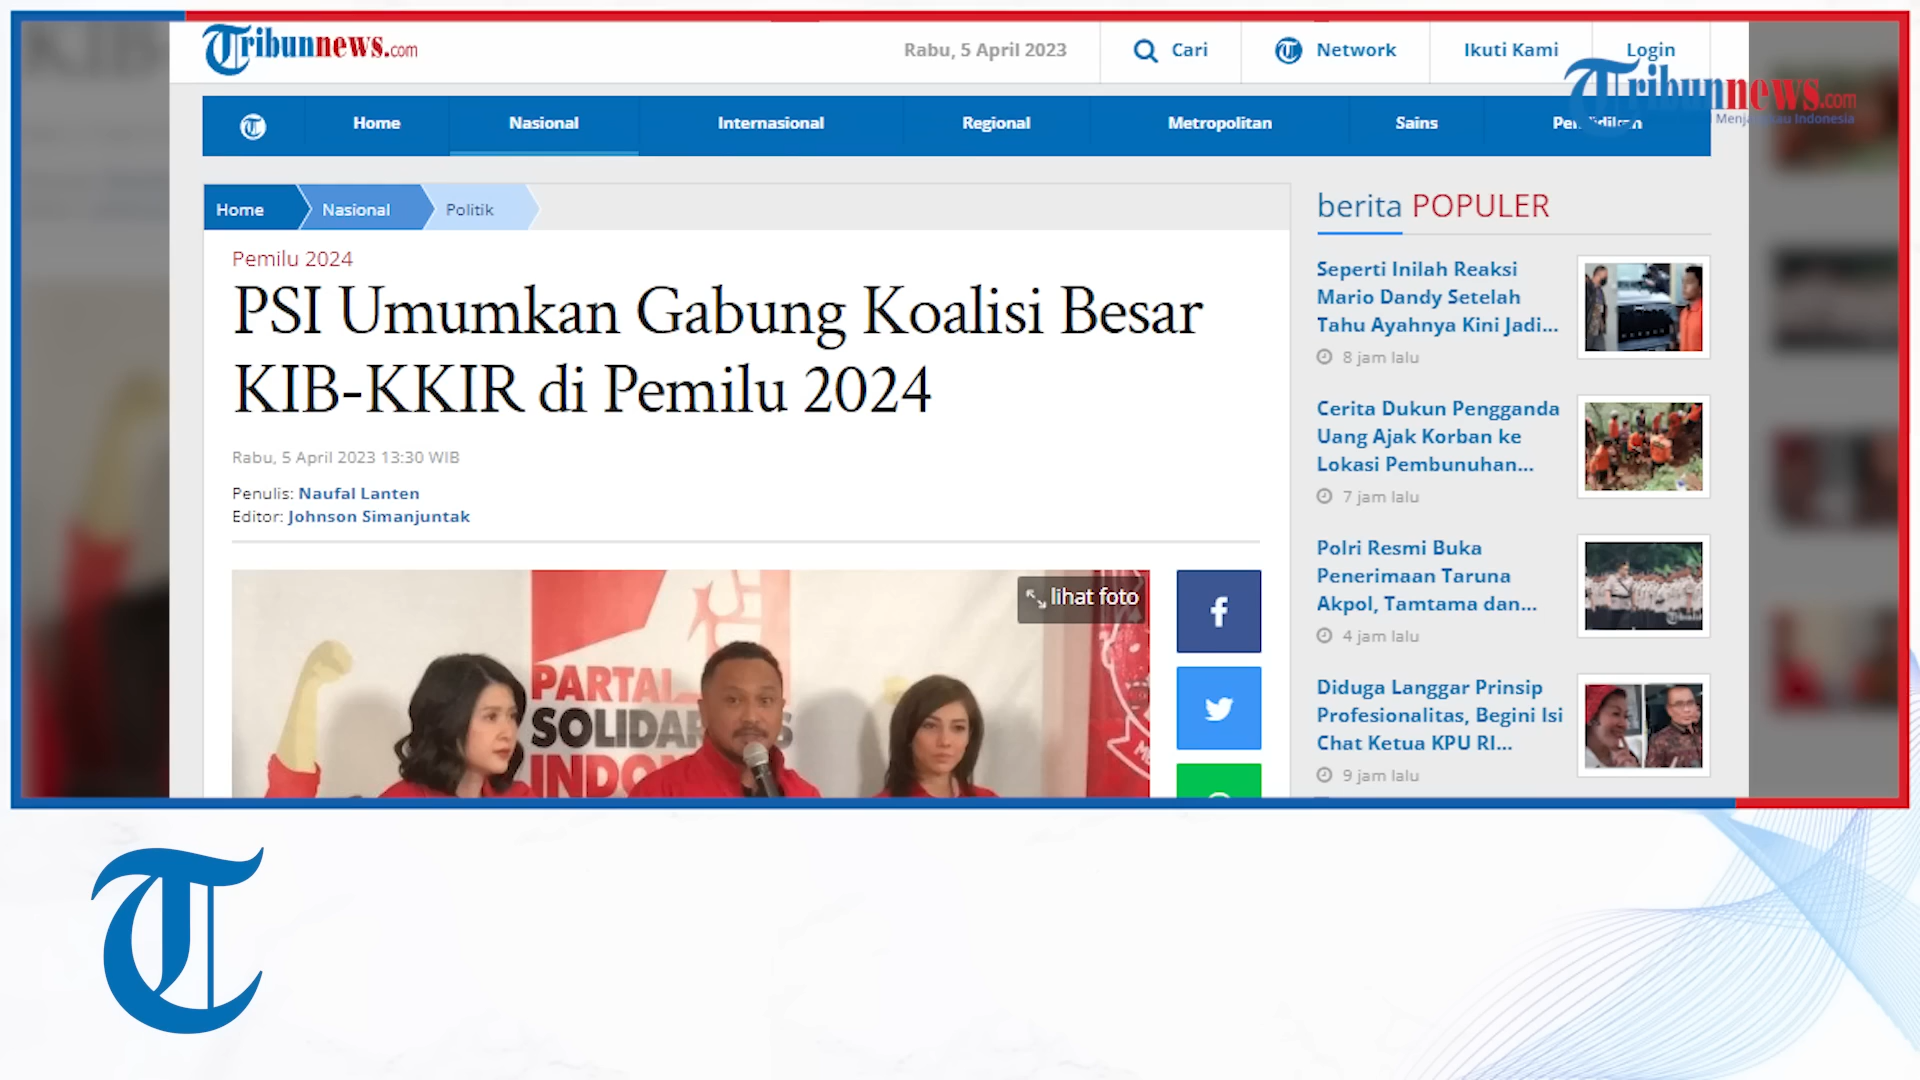 Tribunnews.com
Rabu, 5 April 2023
Cari
Network
Ikuti Kami
Login
Tribunnews.com
Menjangkau Indonesia
Home
Nasional
Internasional
Regional
Metropolitan
Sains
Home
Nasional
Politik
Pemilu 2024
PSI Umumkan Gabung Koalisi Besar
KIB-KKIR di Pemilu 2024
Rabu, 5 April 2023 13:30 WIB
Penulis: Naufal Lanten
Editor: Johnson Simanjuntak
lihat foto
PARTAI
SOLIDARITAS
INDO
berita POPULER
Seperti Inilah Reaksi
Mario Dandy Setelah
Tahu Ayahnya Kini Jadi...
8 jam lalu
Cerita Dukun Pengganda
Uang Ajak Korban ke
Lokasi Pembunuhan...
7 jam lalu
Polri Resmi Buka
Penerimaan Taruna
Akpol, Tamtama dan...
4 jam lalu
Diduga Langgar Prinsip
Profesionalitas, Begini Isi
Chat Ketua KPU RI...
9 jam lalu